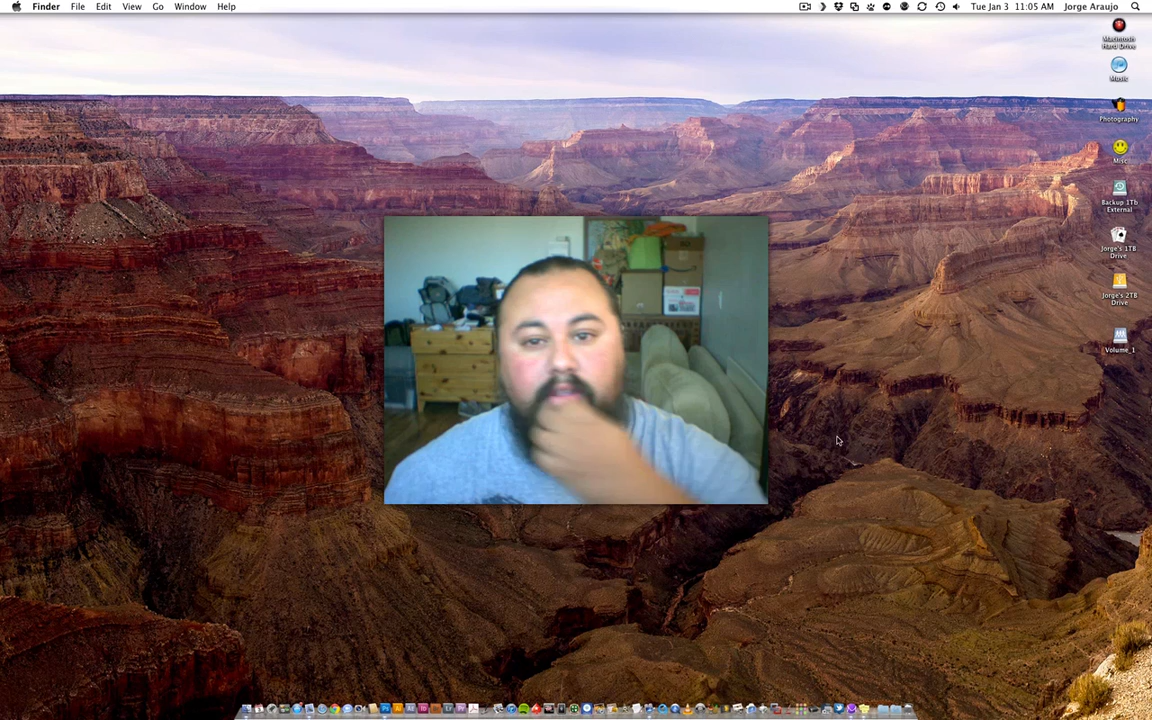 Finder File Edit View Go Window Help Tue Jan 3 11:05 AM Jorge Araujo
Macintosh
Hard Drive
Music
Photography
Misc
Backup 1Tb
External
Jorge's 1TB
Drive
Jorge's 2TB
Drive
Volume_1